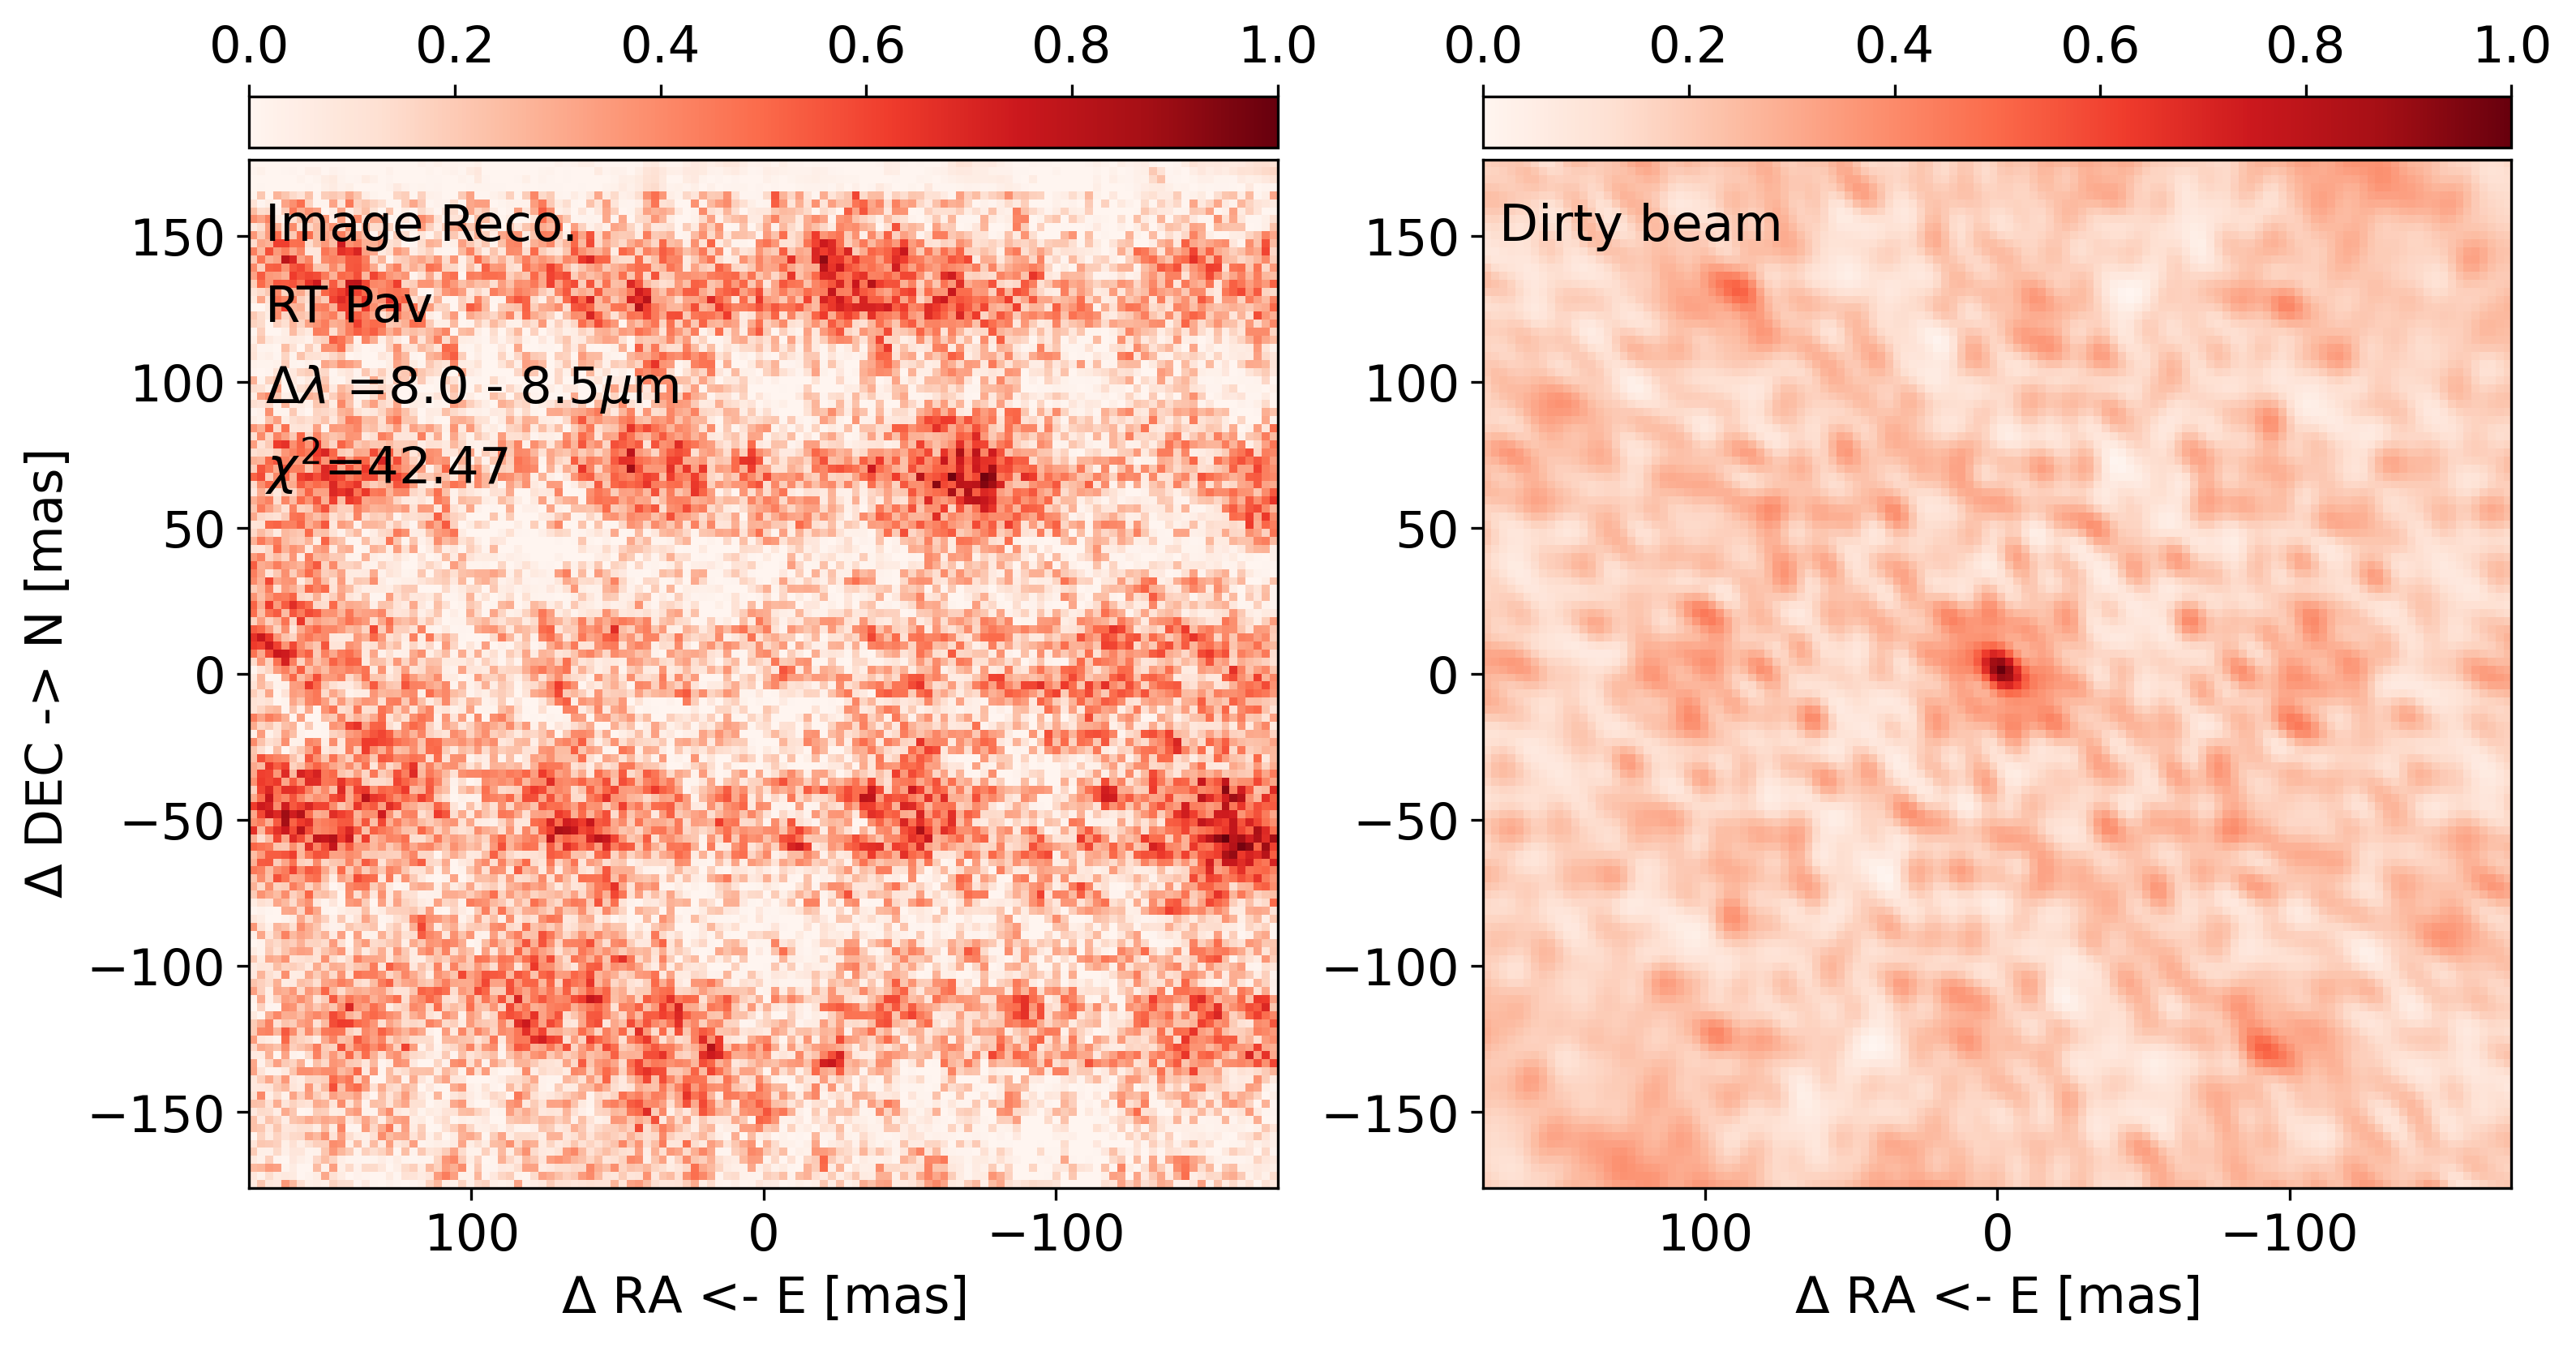 0.0 0.2 0.4 0.6 0.8 1.0
0.0 0.2 0.4 0.6 0.8 1.0
Image Reco.
RT Pav
Δλ =8.0 - 8.5μm
χ²=42.47
150
100
50
0
−50
−100
−150
Δ DEC -> N [mas]
100 0 −100
Δ RA <- E [mas]
Dirty beam
150
100
50
0
−50
−100
−150
100 0 −100
Δ RA <- E [mas]